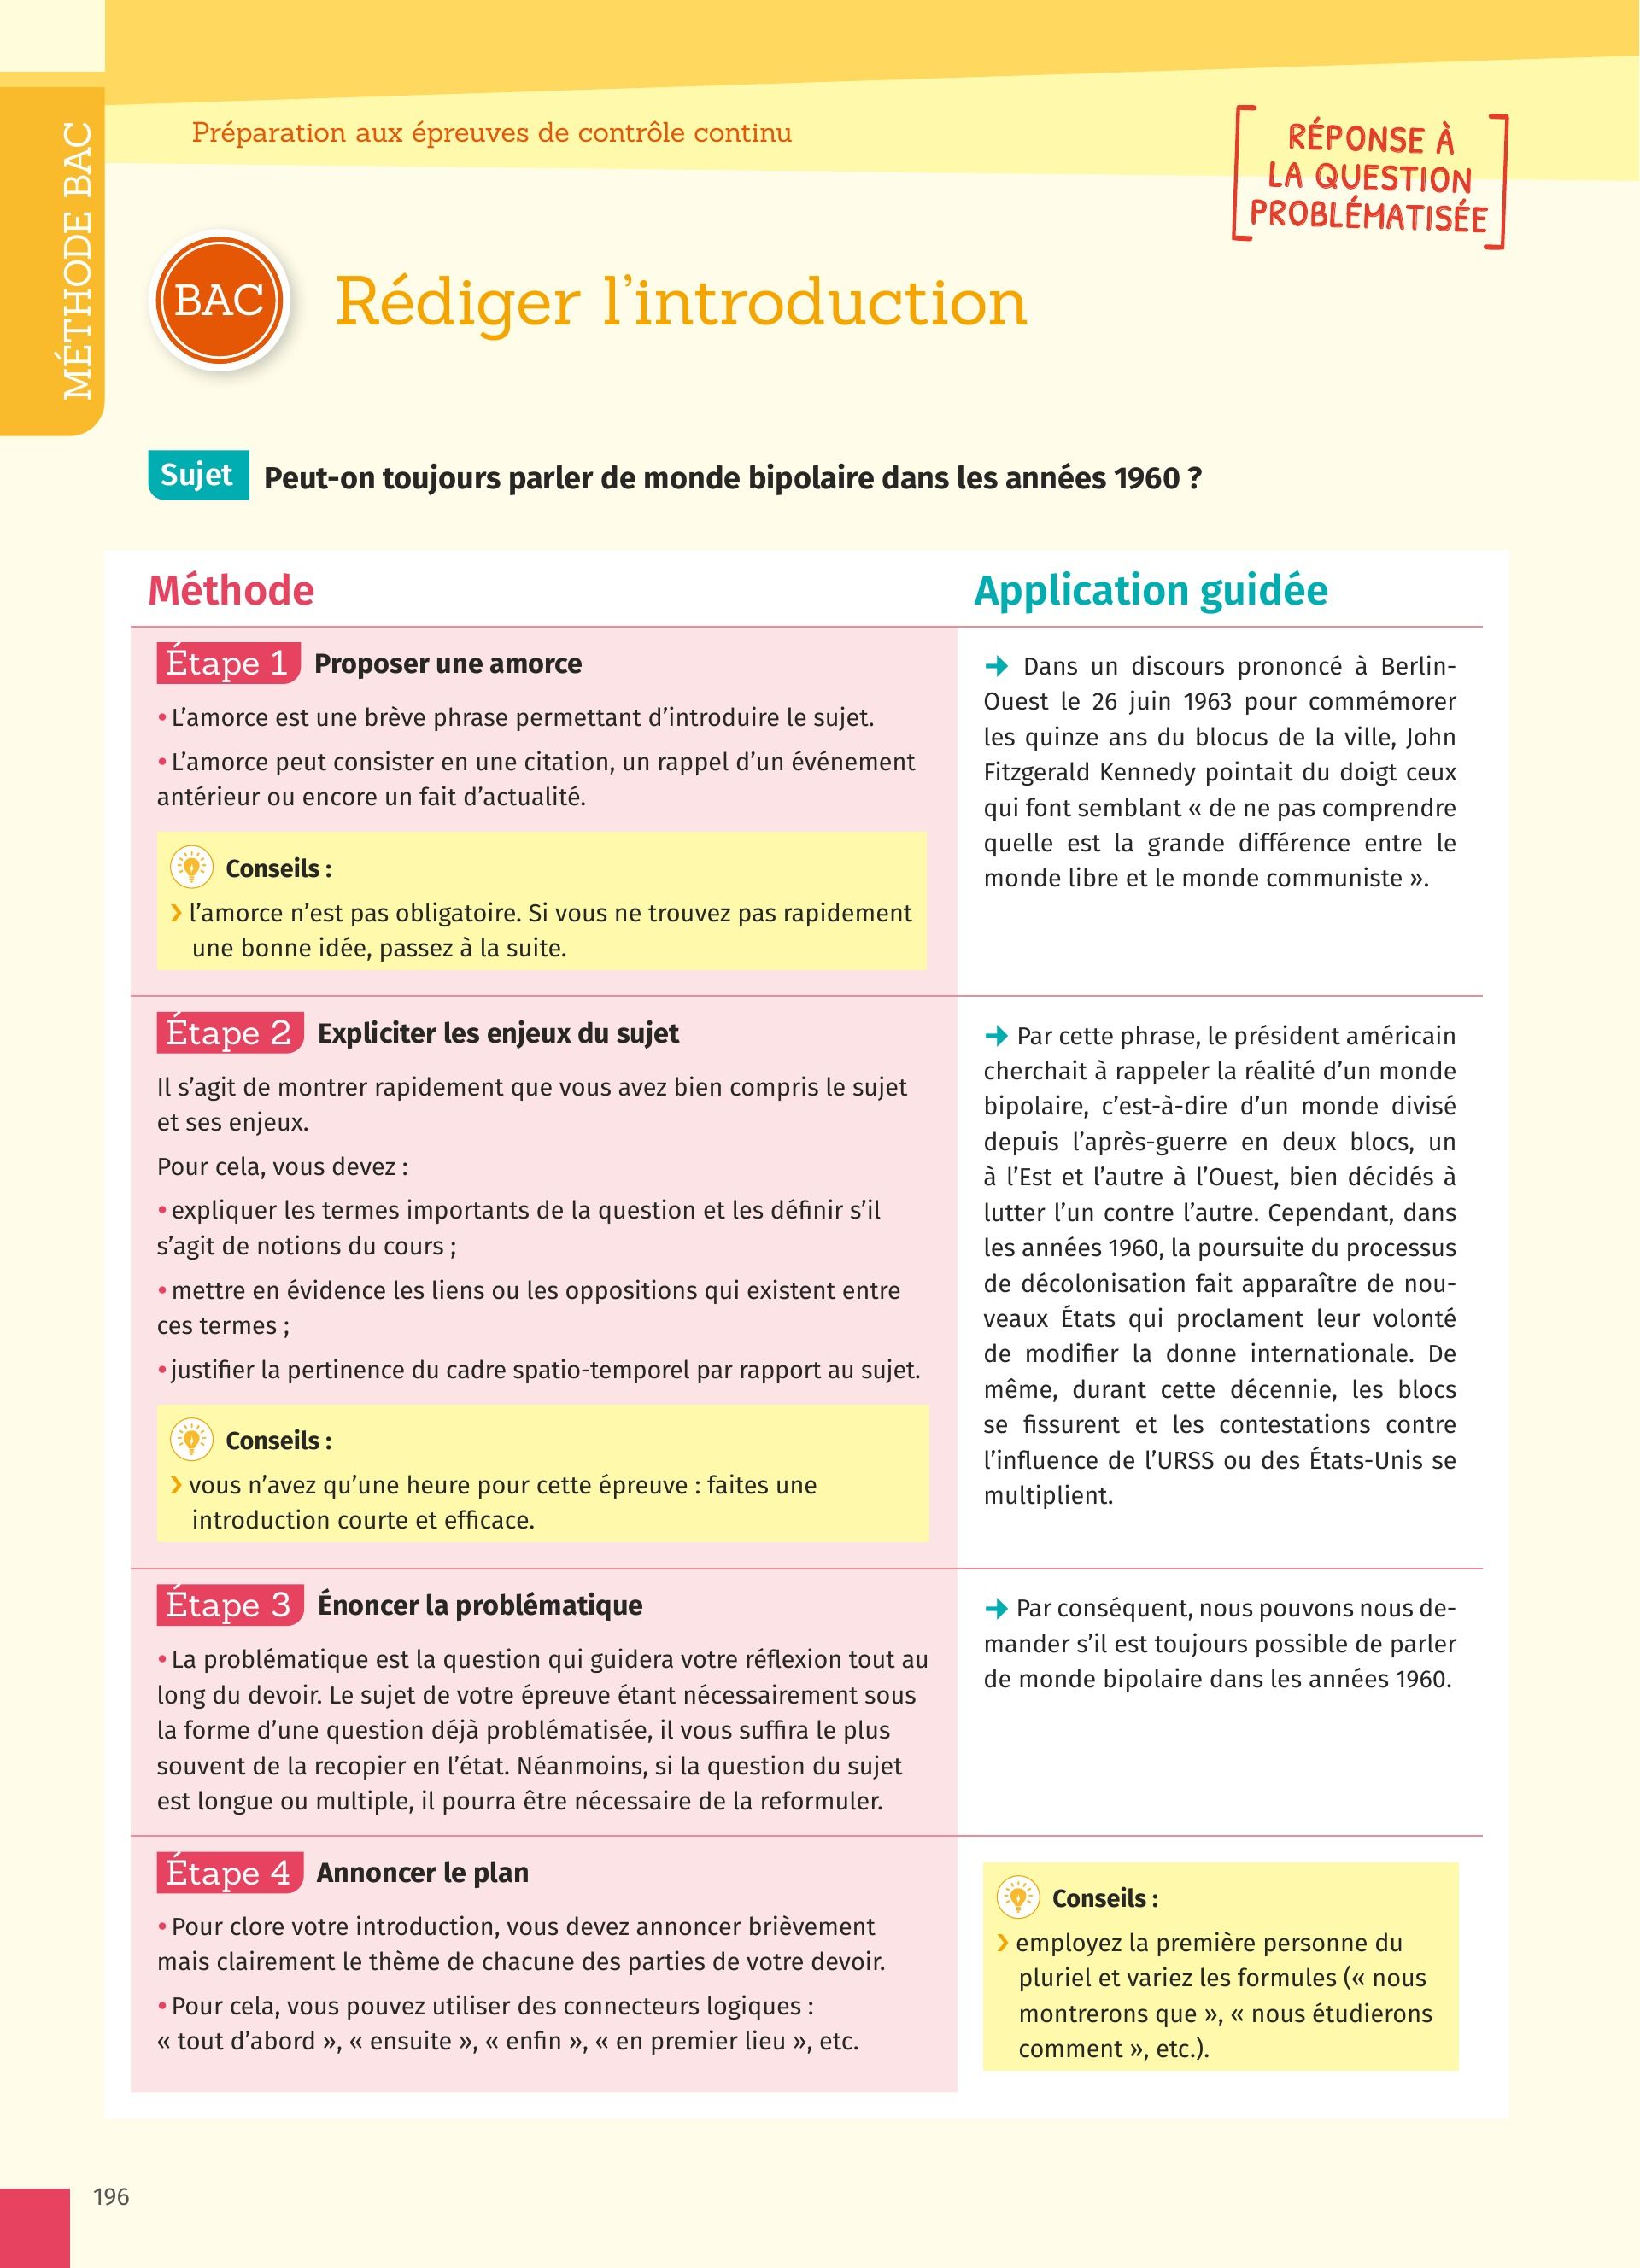 MÉTHODE BAC
Préparation aux épreuves de contrôle continu
RÉPONSE À
LA QUESTION
PROBLÉMATISÉE
BAC
Rédiger l’introduction
Sujet Peut-on toujours parler de monde bipolaire dans les années 1960 ?
Méthode
Étape 1 Proposer une amorce
• L’amorce est une brève phrase permettant d’introduire le sujet.
• L’amorce peut consister en une citation, un rappel d’un événement
antérieur ou encore un fait d’actualité.
Conseils :
› l’amorce n’est pas obligatoire. Si vous ne trouvez pas rapidement
une bonne idée, passez à la suite.
Application guidée
➜ Dans un discours prononcé à Berlin-
Ouest le 26 juin 1963 pour commémorer
les quinze ans du blocus de la ville, John
Fitzgerald Kennedy pointait du doigt ceux
qui font semblant « de ne pas comprendre
quelle est la grande différence entre le
monde libre et le monde communiste ».
Étape 2 Expliciter les enjeux du sujet
Il s’agit de montrer rapidement que vous avez bien compris le sujet
et ses enjeux.
Pour cela, vous devez :
• expliquer les termes importants de la question et les définir s’il
s’agit de notions du cours ;
• mettre en évidence les liens ou les oppositions qui existent entre
ces termes ;
• justifier la pertinence du cadre spatio-temporel par rapport au sujet.
Conseils :
› vous n’avez qu’une heure pour cette épreuve : faites une
introduction courte et efficace.
➜ Par cette phrase, le président américain
cherchait à rappeler la réalité d’un monde
bipolaire, c’est-à-dire d’un monde divisé
depuis l’après-guerre en deux blocs, un
à l’Est et l’autre à l’Ouest, bien décidés à
lutter l’un contre l’autre. Cependant, dans
les années 1960, la poursuite du processus
de décolonisation fait apparaître de nou-
veaux États qui proclament leur volonté
de modifier la donne internationale. De
même, durant cette décennie, les blocs
se fissurent et les contestations contre
l’influence de l’URSS ou des États-Unis se
multiplient.
Étape 3 Énoncer la problématique
• La problématique est la question qui guidera votre réflexion tout au
long du devoir. Le sujet de votre épreuve étant nécessairement sous
la forme d’une question déjà problématisée, il vous suffira le plus
souvent de la recopier en l’état. Néanmoins, si la question du sujet
est longue ou multiple, il pourra être nécessaire de la reformuler.
➜ Par conséquent, nous pouvons nous de-
mander s’il est toujours possible de parler
de monde bipolaire dans les années 1960.
Étape 4 Annoncer le plan
• Pour clore votre introduction, vous devez annoncer brièvement
mais clairement le thème de chacune des parties de votre devoir.
• Pour cela, vous pouvez utiliser des connecteurs logiques :
« tout d’abord », « ensuite », « enfin », « en premier lieu », etc.
Conseils :
› employez la première personne du
pluriel et variez les formules (« nous
montrerons que », « nous étudierons
comment », etc.).
196